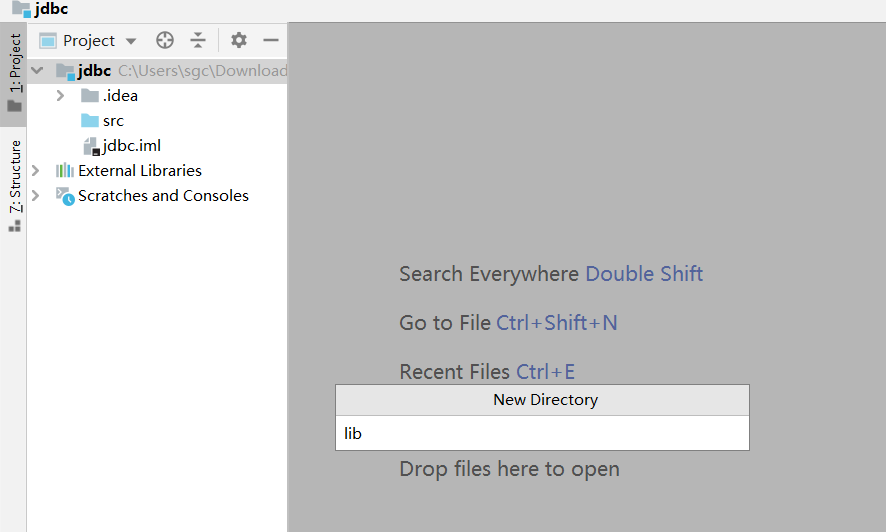 jdbc
1: Project
7: Structure
Project
jdbc C:\Users\sgc\Download
.idea
src
jdbc.iml
External Libraries
Scratches and Consoles
Search Everywhere Double Shift
Go to File Ctrl+Shift+N
Recent Files Ctrl+E
New Directory
lib
Drop files here to open